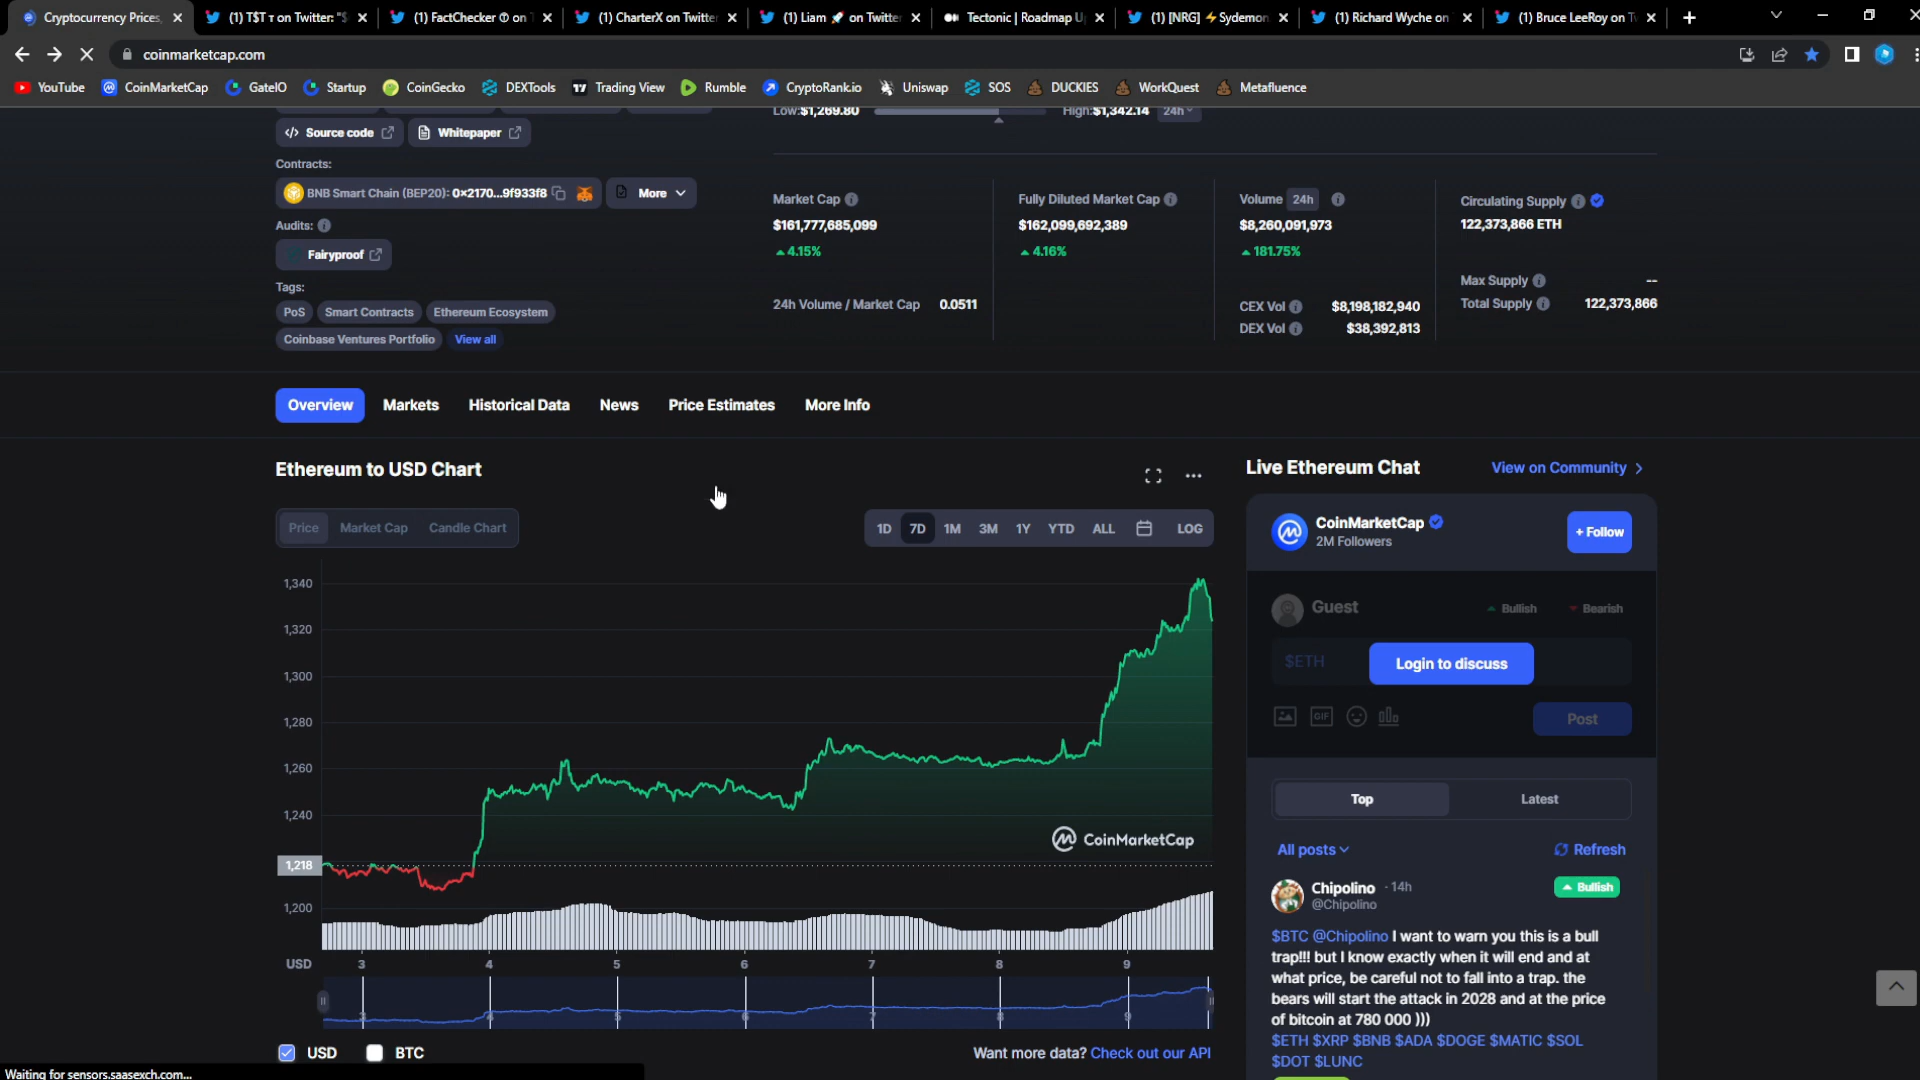 Cryptocurrency Prices,
(1) T$T т on Twitter: "$
(1) FactChecker ⏼ on
(1) CharterX on Twitte
(1) Liam 🚀 on Twitte
Tectonic | Roadmap U
(1) [NRG] ⚡Sydemon
(1) Richard Wyche on
(1) Bruce LeeRoy on
coinmarketcap.com
YouTube
CoinMarketCap
GateIO
Startup
CoinGecko
DEXTools
Trading View
Rumble
CryptoRank.io
Uniswap
SOS
DUCKIES
WorkQuest
Metafluence
Low:$1,269.80
High:$1,342.14
24h
</> Source code
Whitepaper
Contracts:
BNB Smart Chain (BEP20): 0x2170...9f933f8
More
Audits:
Fairyproof
Tags:
PoS
Smart Contracts
Ethereum Ecosystem
Coinbase Ventures Portfolio
View all
Market Cap
$161,777,685,099
4.15%
24h Volume / Market Cap
0.0511
Fully Diluted Market Cap
$162,099,692,389
4.16%
Volume 24h
$8,260,091,973
181.75%
CEX Vol
$8,198,182,940
DEX Vol
$38,392,813
Circulating Supply
122,373,866 ETH
Max Supply
--
Total Supply
122,373,866
Overview
Markets
Historical Data
News
Price Estimates
More Info
Ethereum to USD Chart
Price
Market Cap
Candle Chart
1D
7D
1M
3M
1Y
YTD
ALL
LOG
1,340
1,320
1,300
1,280
1,260
1,240
1,218
1,200
CoinMarketCap
USD
3
4
5
6
7
8
9
3
4
5
6
7
8
9
USD
BTC
Want more data? Check out our API
Live Ethereum Chat
View on Community
CoinMarketCap
2M Followers
+ Follow
Guest
Bullish
Bearish
$ETH
Login to discuss
GIF
Post
Top
Latest
All posts
Refresh
Chipolino · 14h
@Chipolino
Bullish
$BTC @Chipolino I want to warn you this is a bull
trap!!! but I know exactly when it will end and at
what price, be careful not to fall into a trap. the
bears will start the attack in 2028 and at the price
of bitcoin at 780 000 )))
$ETH $XRP $BNB $ADA $DOGE $MATIC $SOL
$DOT $LUNC
Waiting for sensors.saasexch.com...